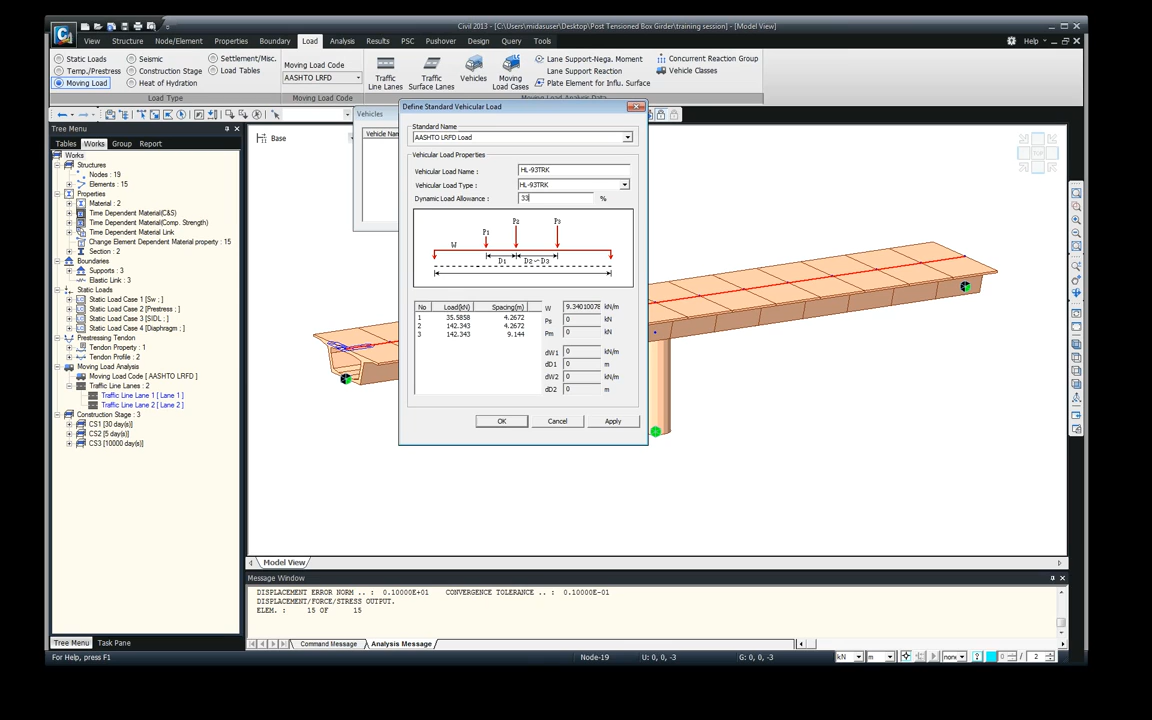 Civil 2013 - [C:\Users\midasuser\Desktop\Post Tensioned Box Girder\training session] - [Model View]
View Structure Node/Element Properties Boundary Load Analysis Results PSC Pushover Design Query Tools Help
Static Loads Seismic Settlement/Misc.
Temp./Prestress Construction Stage Load Tables
Moving Load Heat of Hydration
Load Type
Moving Load Code
AASHTO LRFD
Moving Load Code
Traffic Line Lanes
Traffic Surface Lanes
Vehicles
Moving Load Cases
Lane Support-Nega. Moment
Lane Support Reaction
Plate Element for Influ. Surface
Concurrent Reaction Group
Vehicle Classes
Moving Load Analysis Data
Tree Menu
Tables Works Group Report
Works
Structures
Nodes : 19
Elements : 15
Properties
Material : 2
Time Dependent Material(C&S)
Time Dependent Material(Comp. Strength)
Time Dependent Material Link
Change Element Dependent Material property : 15
Section : 2
Boundaries
Supports : 3
Elastic Link : 3
Static Loads
Static Load Case 1 [Sw ; ]
Static Load Case 2 [Prestress ; ]
Static Load Case 3 [SIDL ; ]
Static Load Case 4 [Diaphragm ; ]
Prestressing Tendon
Tendon Property : 1
Tendon Profile : 2
Moving Load Analysis
Moving Load Code [ AASHTO LRFD ]
Traffic Line Lanes : 2
Traffic Line Lane 1 [ Lane 1 ]
Traffic Line Lane 2 [ Lane 2 ]
Construction Stage : 3
CS1 [30 day(s)]
CS2 [5 day(s)]
CS3 [10000 day(s)]
Tree Menu Task Pane
Base
TOP
Vehicles
Vehicle Nam
Define Standard Vehicular Load
Standard Name
AASHTO LRFD Load
Vehicular Load Properties
Vehicular Load Name : HL-93TRK
Vehicular Load Type : HL-93TRK
Dynamic Load Allowance : 33 %
P1 P2 P3
W
D1 D2~D3
No Load(kN) Spacing(m)
1 35.5858 4.2672
2 142.343 4.2672
3 142.343 9.144
W 9.34010078 kN/m
Ps 0 kN
Pm 0 kN
dW1 0 kN/m
dD1 0 m
dW2 0 kN/m
dD2 0 m
OK Cancel Apply
Model View
Message Window
DISPLACEMENT ERROR NORM .. : 0.10000E+01 CONVERGENCE TOLERANCE .. : 0.10000E-01
DISPLACEMENT/FORCE/STRESS OUTPUT.
ELEM. : 15 OF 15
Command Message Analysis Message
For Help, press F1
Node-19
U: 0, 0, -3
G: 0, 0, -3
kN m non 0 / 2